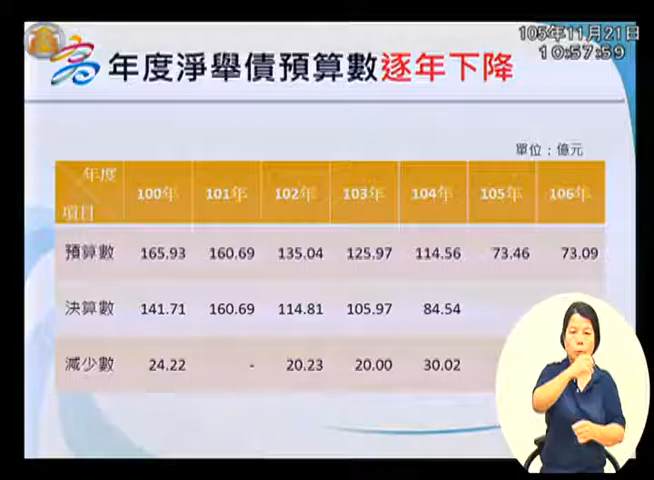 105年11月21日
10:57:59
年度淨舉債預算數逐年下降
單位：億元
年度
項目 100年 101年 102年 103年 104年 105年 106年
預算數 165.93 160.69 135.04 125.97 114.56 73.46 73.09
決算數 141.71 160.69 114.81 105.97 84.54
減少數 24.22 - 20.23 20.00 30.02